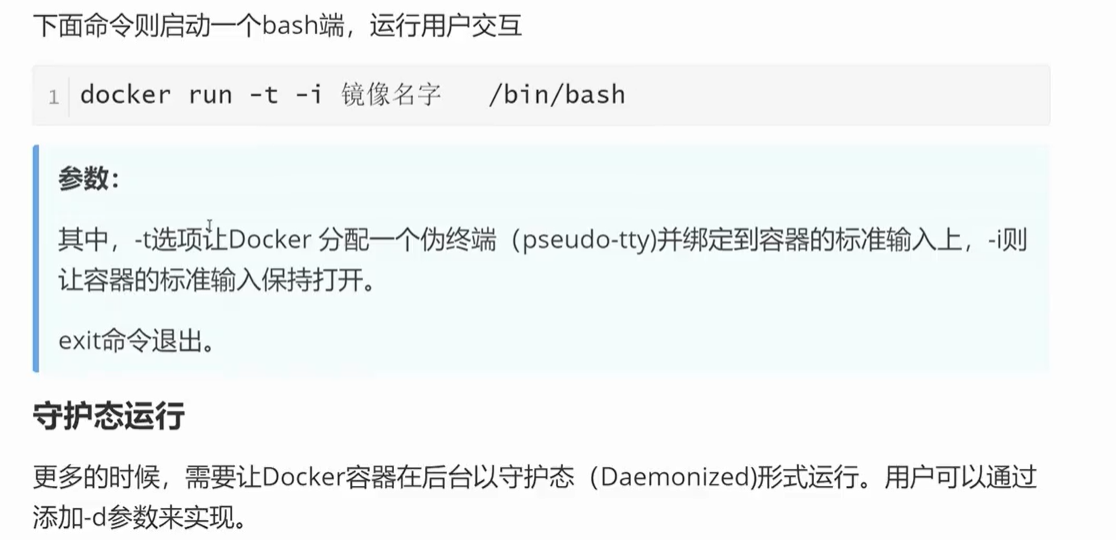 下面命令则启动一个bash端，运行用户交互
1 docker run -t -i 镜像名字 /bin/bash
参数：
其中，-t选项让Docker 分配一个伪终端（pseudo-tty)并绑定到容器的标准输入上，-i则
让容器的标准输入保持打开。
exit命令退出。
守护态运行
更多的时候，需要让Docker容器在后台以守护态（Daemonized)形式运行。用户可以通过
添加-d参数来实现。